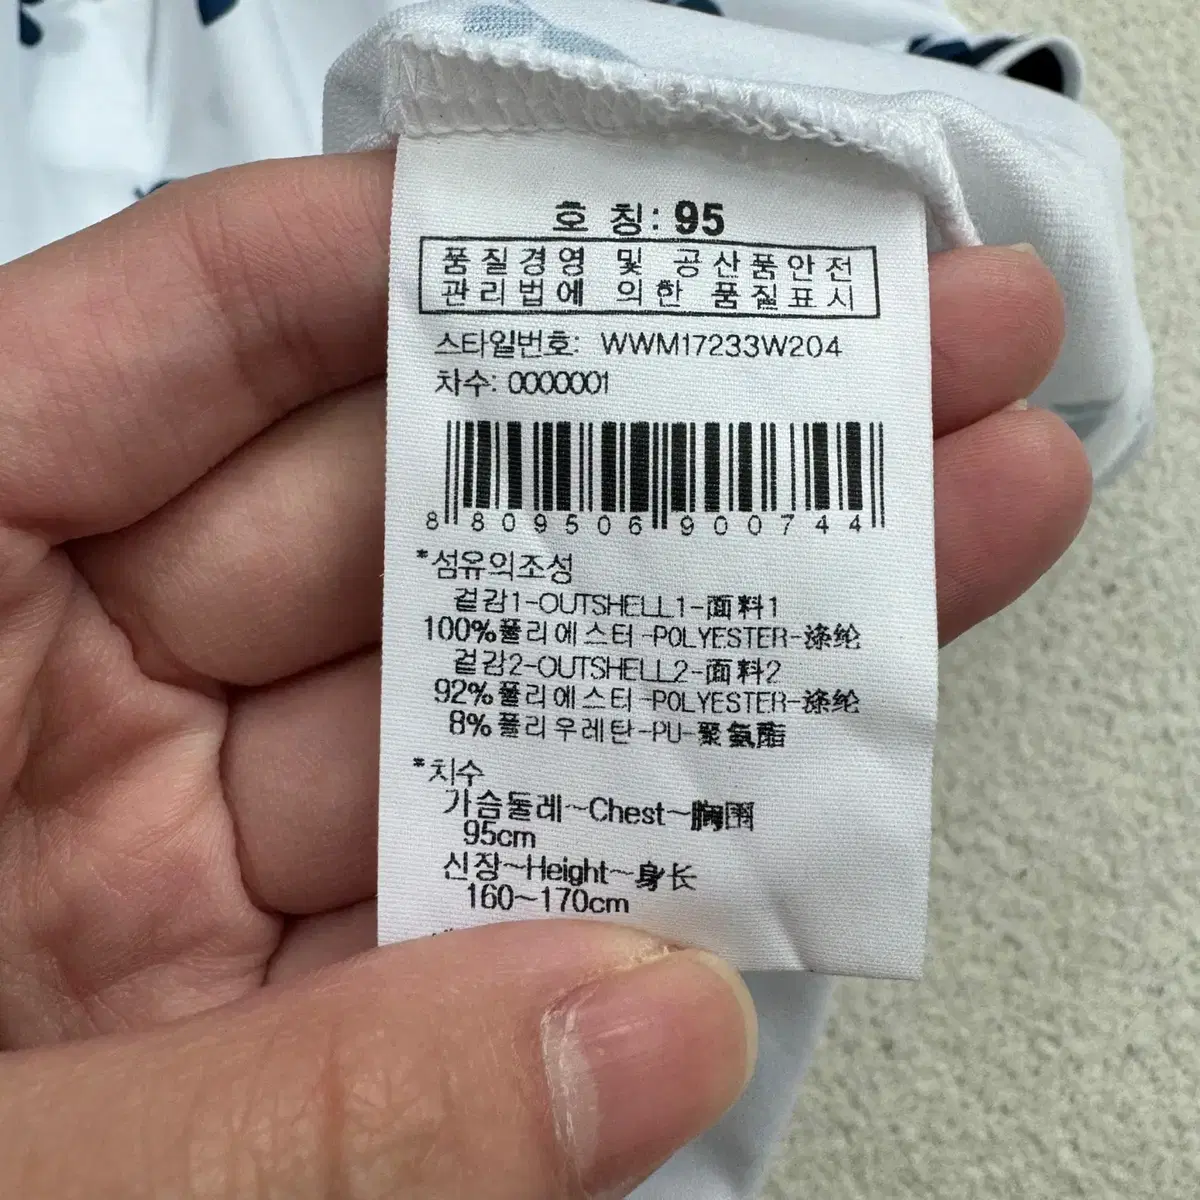 호 칭: 95
품질경영 및 공산품안전
관리법에 의한 품질표시
스타일번호: WWM17233W204
차수: 0000001
8 809506 900744
*섬유의조성
겉감1-OUTSHELL1-面料1
100%폴리에스터-POLYESTER-涤纶
겉감2-OUTSHELL2-面料2
92%폴리에스터-POLYESTER-涤纶
8%폴리우레탄-PU-聚氨酯
*치수
가슴둘레~Chest~胸围
95cm
신장~Height~身长
160~170cm